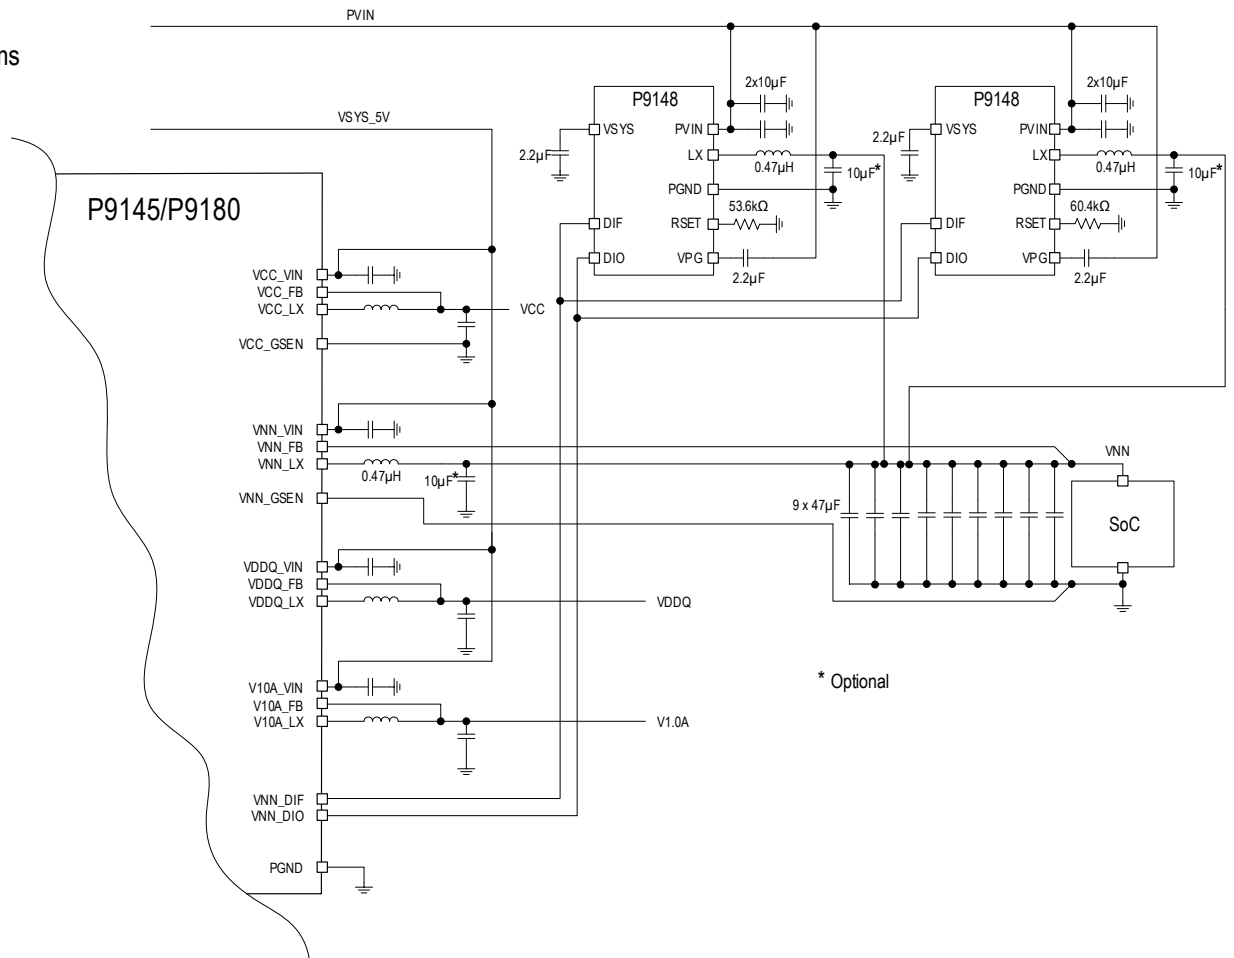 PVIN
ms
VSYS_5V
P9145/P9180
P9148
VSYS
PVIN
LX
PGND
DIF
RSET
DIO
VPG
2.2µF
2x10µF
0.47µH
10µF*
53.6kΩ
2.2µF
P9148
VSYS
PVIN
LX
PGND
DIF
RSET
DIO
VPG
2.2µF
2x10µF
0.47µH
10µF*
60.4kΩ
2.2µF
VCC_VIN
VCC_FB
VCC_LX
VCC
VCC_GSEN
VNN_VIN
VNN_FB
VNN_LX
0.47µH
10µF*
VNN_GSEN
VNN
9 x 47µF
SoC
VDDQ_VIN
VDDQ_FB
VDDQ_LX
VDDQ
* Optional
V10A_VIN
V10A_FB
V10A_LX
V1.0A
VNN_DIF
VNN_DIO
PGND